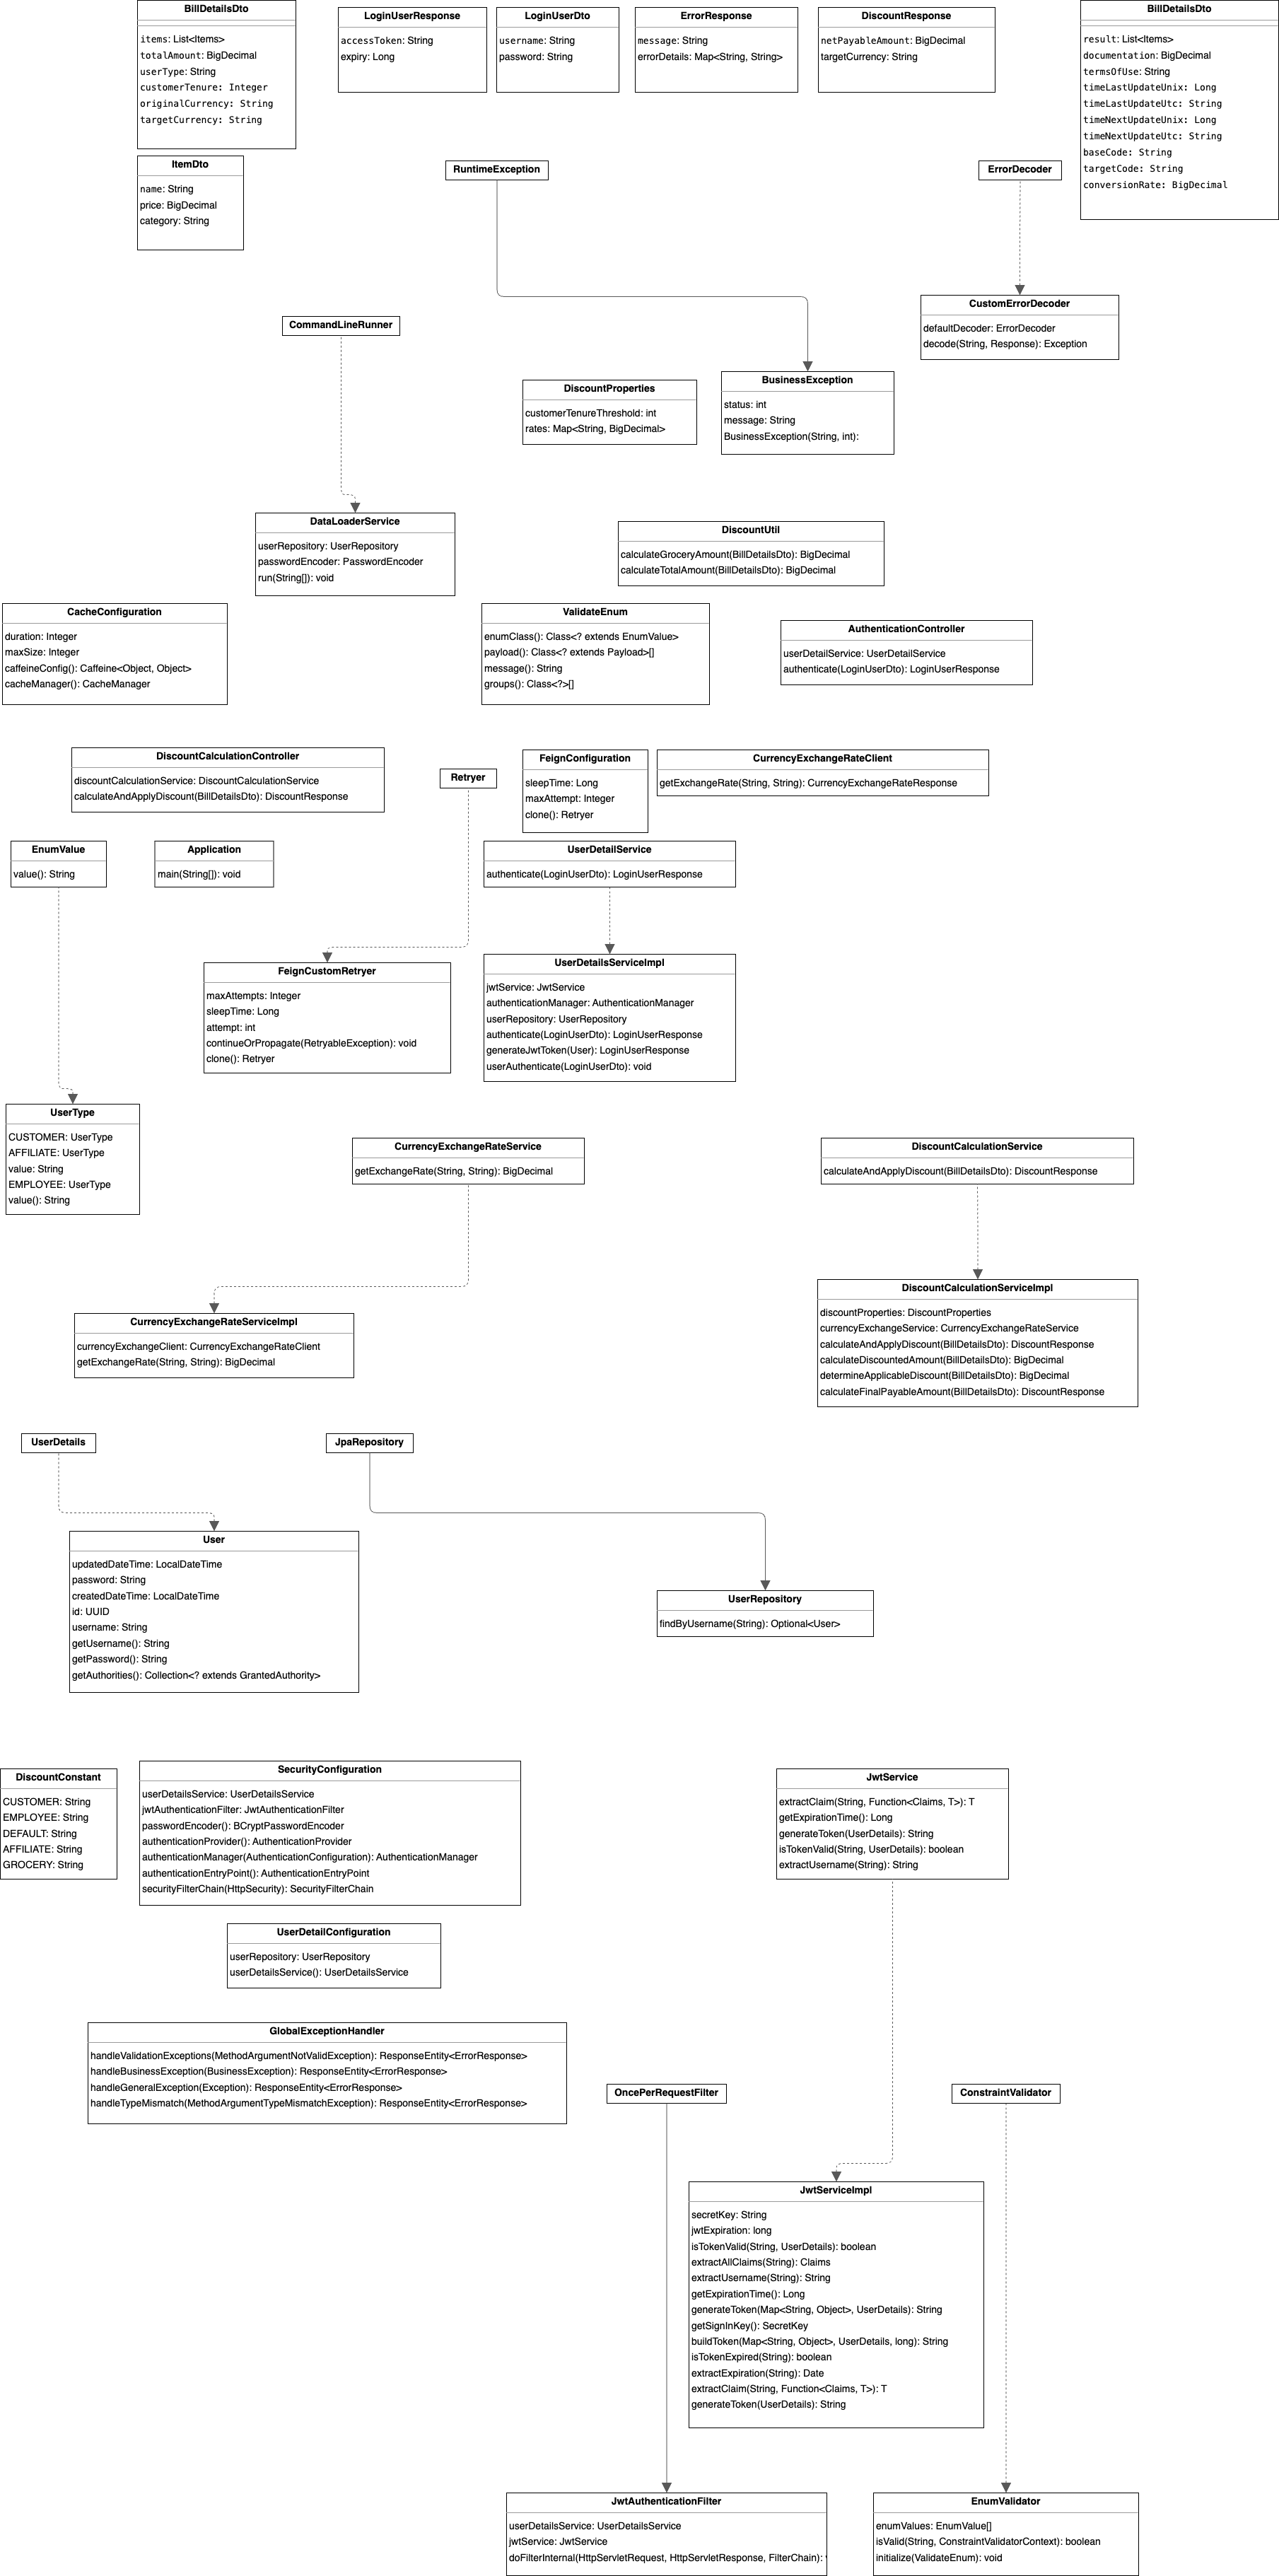 BillDetailsDto
items: List<Items>
totalAmount: BigDecimal
userType: String
customerTenure: Integer
originalCurrency: String
targetCurrency: String
LoginUserResponse
accessToken: String
expiry: Long
LoginUserDto
username: String
password: String
ErrorResponse
message: String
errorDetails: Map<String, String>
DiscountResponse
netPayableAmount: BigDecimal
targetCurrency: String
BillDetailsDto
result: List<Items>
documentation: BigDecimal
termsOfUse: String
timeLastUpdateUnix: Long
timeLastUpdateUtc: String
timeNextUpdateUnix: Long
timeNextUpdateUtc: String
baseCode: String
targetCode: String
conversionRate: BigDecimal
ItemDto
name: String
price: BigDecimal
category: String
RuntimeException
ErrorDecoder
CustomErrorDecoder
defaultDecoder: ErrorDecoder
decode(String, Response): Exception
CommandLineRunner
DiscountProperties
customerTenureThreshold: int
rates: Map<String, BigDecimal>
BusinessException
status: int
message: String
BusinessException(String, int):
DataLoaderService
userRepository: UserRepository
passwordEncoder: PasswordEncoder
run(String[]): void
DiscountUtil
calculateGroceryAmount(BillDetailsDto): BigDecimal
calculateTotalAmount(BillDetailsDto): BigDecimal
CacheConfiguration
duration: Integer
maxSize: Integer
caffeineConfig(): Caffeine<Object, Object>
cacheManager(): CacheManager
ValidateEnum
enumClass(): Class<? extends EnumValue>
payload(): Class<? extends Payload>[]
message(): String
groups(): Class<?>[]
AuthenticationController
userDetailService: UserDetailService
authenticate(LoginUserDto): LoginUserResponse
DiscountCalculationController
discountCalculationService: DiscountCalculationService
calculateAndApplyDiscount(BillDetailsDto): DiscountResponse
Retryer
FeignConfiguration
sleepTime: Long
maxAttempt: Integer
clone(): Retryer
CurrencyExchangeRateClient
getExchangeRate(String, String): CurrencyExchangeRateResponse
EnumValue
value(): String
Application
main(String[]): void
UserDetailService
authenticate(LoginUserDto): LoginUserResponse
FeignCustomRetryer
maxAttempts: Integer
sleepTime: Long
attempt: int
continueOrPropagate(RetryableException): void
clone(): Retryer
UserDetailsServiceImpl
jwtService: JwtService
authenticationManager: AuthenticationManager
userRepository: UserRepository
authenticate(LoginUserDto): LoginUserResponse
generateJwtToken(User): LoginUserResponse
userAuthenticate(LoginUserDto): void
UserType
CUSTOMER: UserType
AFFILIATE: UserType
value: String
EMPLOYEE: UserType
value(): String
CurrencyExchangeRateService
getExchangeRate(String, String): BigDecimal
DiscountCalculationService
calculateAndApplyDiscount(BillDetailsDto): DiscountResponse
CurrencyExchangeRateServiceImpl
currencyExchangeClient: CurrencyExchangeRateClient
getExchangeRate(String, String): BigDecimal
DiscountCalculationServiceImpl
discountProperties: DiscountProperties
currencyExchangeService: CurrencyExchangeRateService
calculateAndApplyDiscount(BillDetailsDto): DiscountResponse
calculateDiscountedAmount(BillDetailsDto): BigDecimal
determineApplicableDiscount(BillDetailsDto): BigDecimal
calculateFinalPayableAmount(BillDetailsDto): DiscountResponse
UserDetails
JpaRepository
User
updatedDateTime: LocalDateTime
password: String
createdDateTime: LocalDateTime
id: UUID
username: String
getUsername(): String
getPassword(): String
getAuthorities(): Collection<? extends GrantedAuthority>
UserRepository
findByUsername(String): Optional<User>
DiscountConstant
CUSTOMER: String
EMPLOYEE: String
DEFAULT: String
AFFILIATE: String
GROCERY: String
SecurityConfiguration
userDetailsService: UserDetailsService
jwtAuthenticationFilter: JwtAuthenticationFilter
passwordEncoder(): BCryptPasswordEncoder
authenticationProvider(): AuthenticationProvider
authenticationManager(AuthenticationConfiguration): AuthenticationManager
authenticationEntryPoint(): AuthenticationEntryPoint
securityFilterChain(HttpSecurity): SecurityFilterChain
JwtService
extractClaim(String, Function<Claims, T>): T
getExpirationTime(): Long
generateToken(UserDetails): String
isTokenValid(String, UserDetails): boolean
extractUsername(String): String
UserDetailConfiguration
userRepository: UserRepository
userDetailsService(): UserDetailsService
GlobalExceptionHandler
handleValidationExceptions(MethodArgumentNotValidException): ResponseEntity<ErrorResponse>
handleBusinessException(BusinessException): ResponseEntity<ErrorResponse>
handleGeneralException(Exception): ResponseEntity<ErrorResponse>
handleTypeMismatch(MethodArgumentTypeMismatchException): ResponseEntity<ErrorResponse>
OncePerRequestFilter
ConstraintValidator
JwtServiceImpl
secretKey: String
jwtExpiration: long
isTokenValid(String, UserDetails): boolean
extractAllClaims(String): Claims
extractUsername(String): String
getExpirationTime(): Long
generateToken(Map<String, Object>, UserDetails): String
getSignInKey(): SecretKey
buildToken(Map<String, Object>, UserDetails, long): String
isTokenExpired(String): boolean
extractExpiration(String): Date
extractClaim(String, Function<Claims, T>): T
generateToken(UserDetails): String
JwtAuthenticationFilter
userDetailsService: UserDetailsService
jwtService: JwtService
doFilterInternal(HttpServletRequest, HttpServletResponse, FilterChain):
EnumValidator
enumValues: EnumValue[]
isValid(String, ConstraintValidatorContext): boolean
initialize(ValidateEnum): void